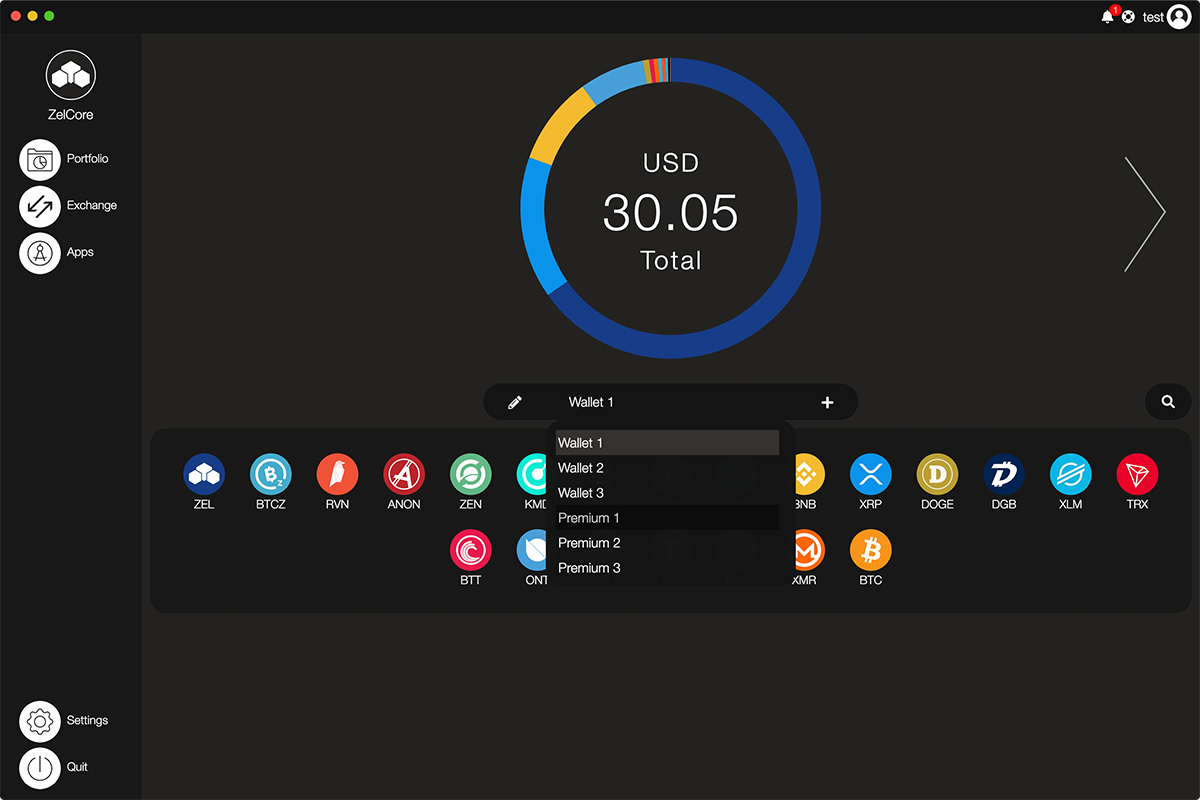 1
test
ZelCore
Portfolio
Exchange
Apps
USD
30.05
Total
Wallet 1
Wallet 1
Wallet 2
Wallet 3
Premium 1
Premium 2
Premium 3
ZEL
BTCZ
RVN
ANON
ZEN
KMD
BNB
XRP
DOGE
DGB
XLM
TRX
BTT
ONT
XMR
BTC
Settings
Quit